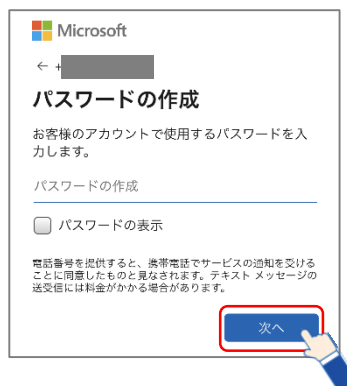 Microsoft
← +
パスワードの作成
お客様のアカウントで使用するパスワードを入
力します。
パスワードの作成
パスワードの表示
電話番号を提供すると、携帯電話でサービスの通知を受ける
ことに同意したものと見なされます。テキスト メッセージの
送受信には料金がかかる場合があります。
次へ